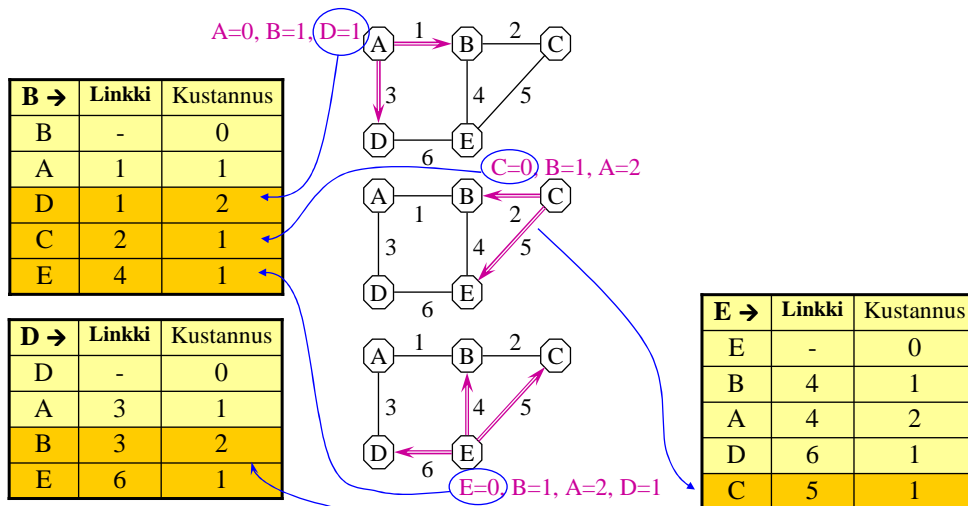 A=0, B=1, D=1
A 1 B 2 C
3 4 5
D 6 E
B → Linkki Kustannus
B - 0
A 1 1
D 1 2
C 2 1
E 4 1
C=0, B=1, A=2
A 1 B 2 C
3 4 5
D 6 E
D → Linkki Kustannus
D - 0
A 3 1
B 3 2
E 6 1
A 1 B 2 C
3 4 5
D 6 E
E=0, B=1, A=2, D=1
E → Linkki Kustannus
E - 0
B 4 1
A 4 2
D 6 1
C 5 1